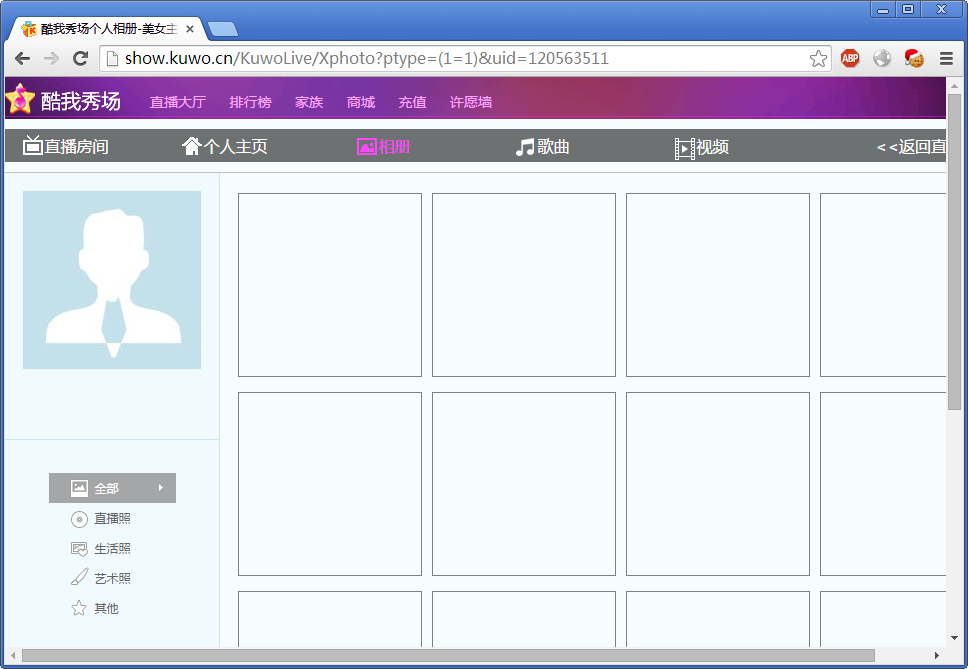 酷我秀场个人相册-美女主
show.kuwo.cn/KuwoLive/Xphoto?ptype=(1=1)&uid=120563511
ABP
酷我秀场 直播大厅 排行榜 家族 商城 充值 许愿墙
直播房间 个人主页 相册 歌曲 视频 <<返回直
全部
直播照
生活照
艺术照
其他